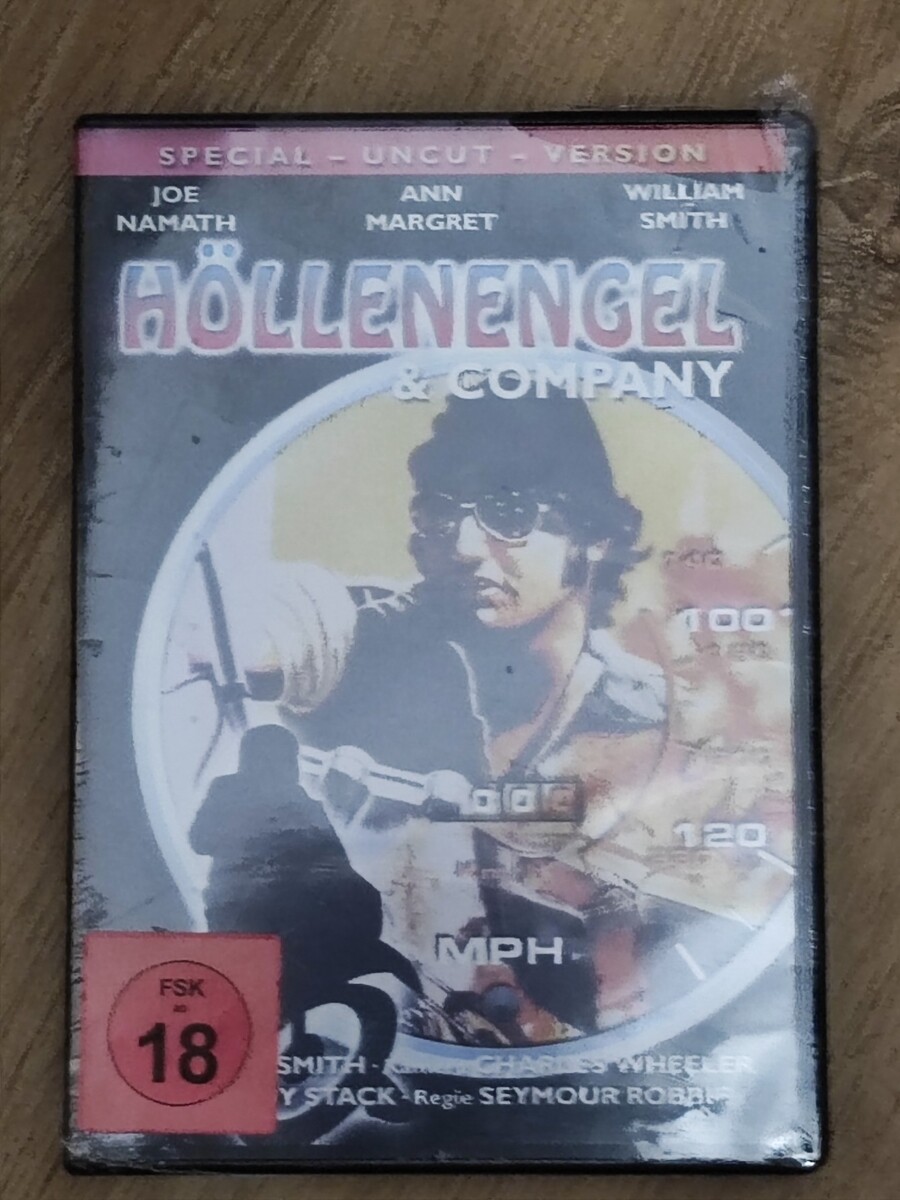 SPECIAL – UNCUT – VERSION
JOE NAMATH
ANN MARGRET
WILLIAM SMITH
HÖLLENENGEL
& COMPANY
100
120
MPH
FSK
ab
18
SMITH · CHARLES WHEELER
Y STACK · Regie SEYMOUR